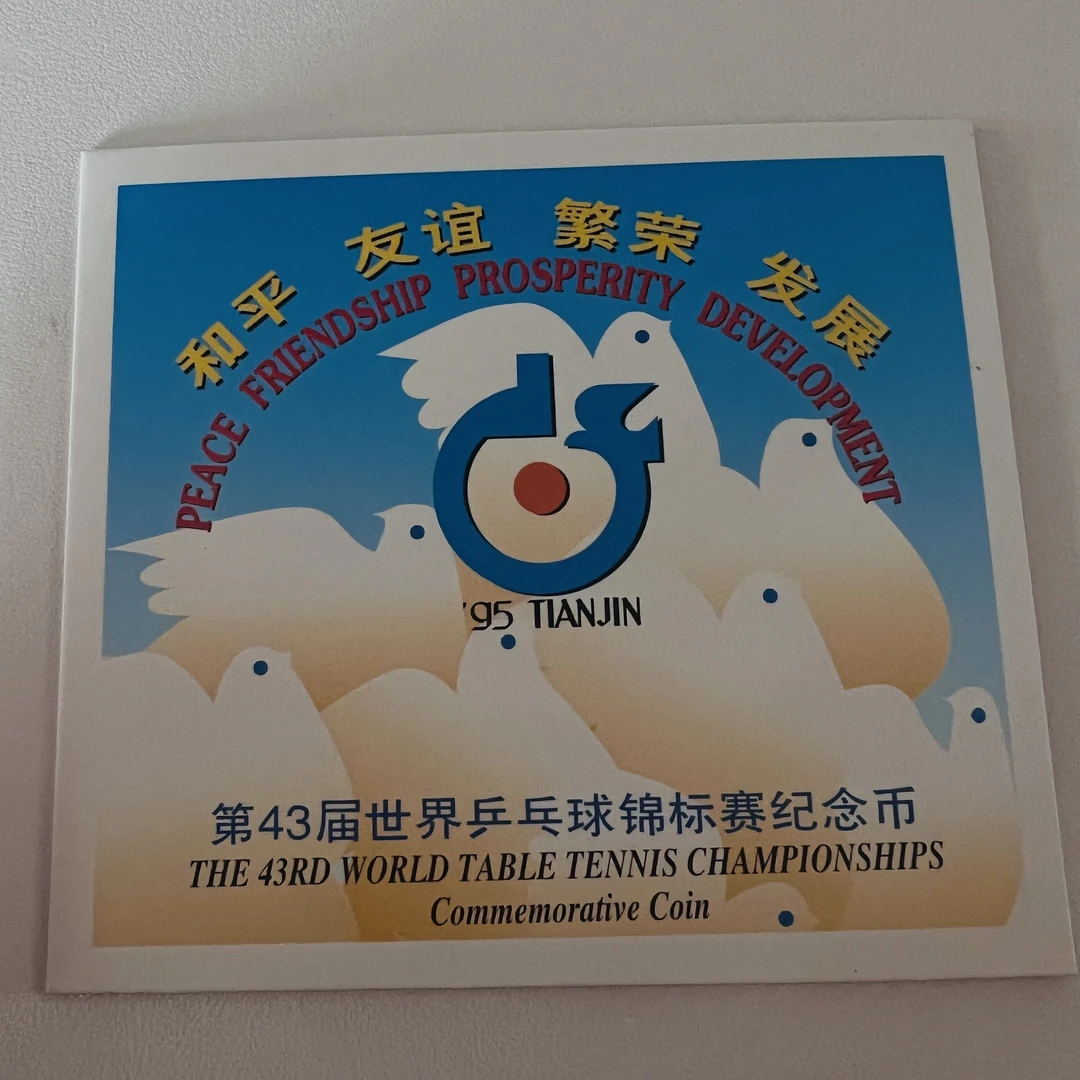 和平 友谊 繁荣 发展
PEACE FRIENDSHIP PROSPERITY DEVELOPMENT
'95 TIANJIN
第43届世界乒乓球锦标赛纪念币
THE 43RD WORLD TABLE TENNIS CHAMPIONSHIPS
Commemorative Coin